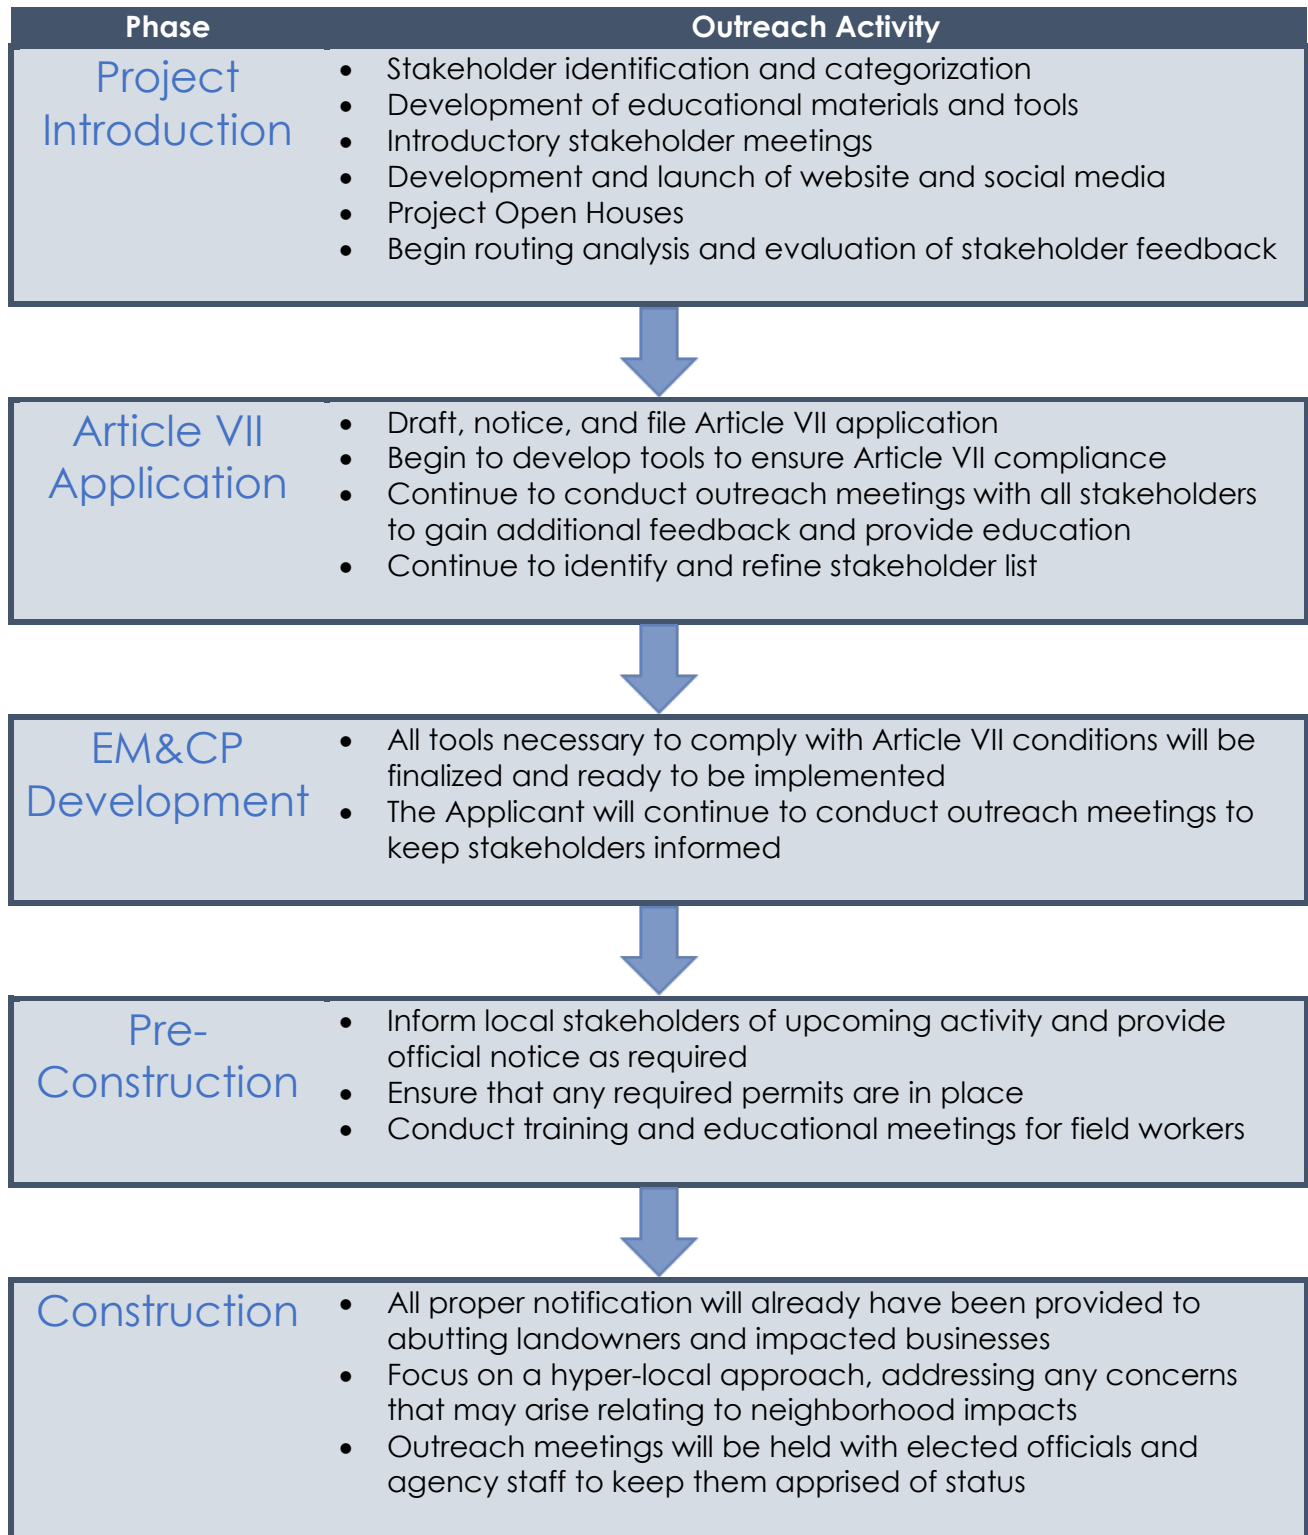 Phase Outreach Activity
Project
Introduction
• Stakeholder identification and categorization
• Development of educational materials and tools
• Introductory stakeholder meetings
• Development and launch of website and social media
• Project Open Houses
• Begin routing analysis and evaluation of stakeholder feedback
Article VII
Application
• Draft, notice, and file Article VII application
• Begin to develop tools to ensure Article VII compliance
• Continue to conduct outreach meetings with all stakeholders
to gain additional feedback and provide education
• Continue to identify and refine stakeholder list
EM&CP
Development
• All tools necessary to comply with Article VII conditions will be
finalized and ready to be implemented
• The Applicant will continue to conduct outreach meetings to
keep stakeholders informed
Pre-
Construction
• Inform local stakeholders of upcoming activity and provide
official notice as required
• Ensure that any required permits are in place
• Conduct training and educational meetings for field workers
Construction
• All proper notification will already have been provided to
abutting landowners and impacted businesses
• Focus on a hyper-local approach, addressing any concerns
that may arise relating to neighborhood impacts
• Outreach meetings will be held with elected officials and
agency staff to keep them apprised of status